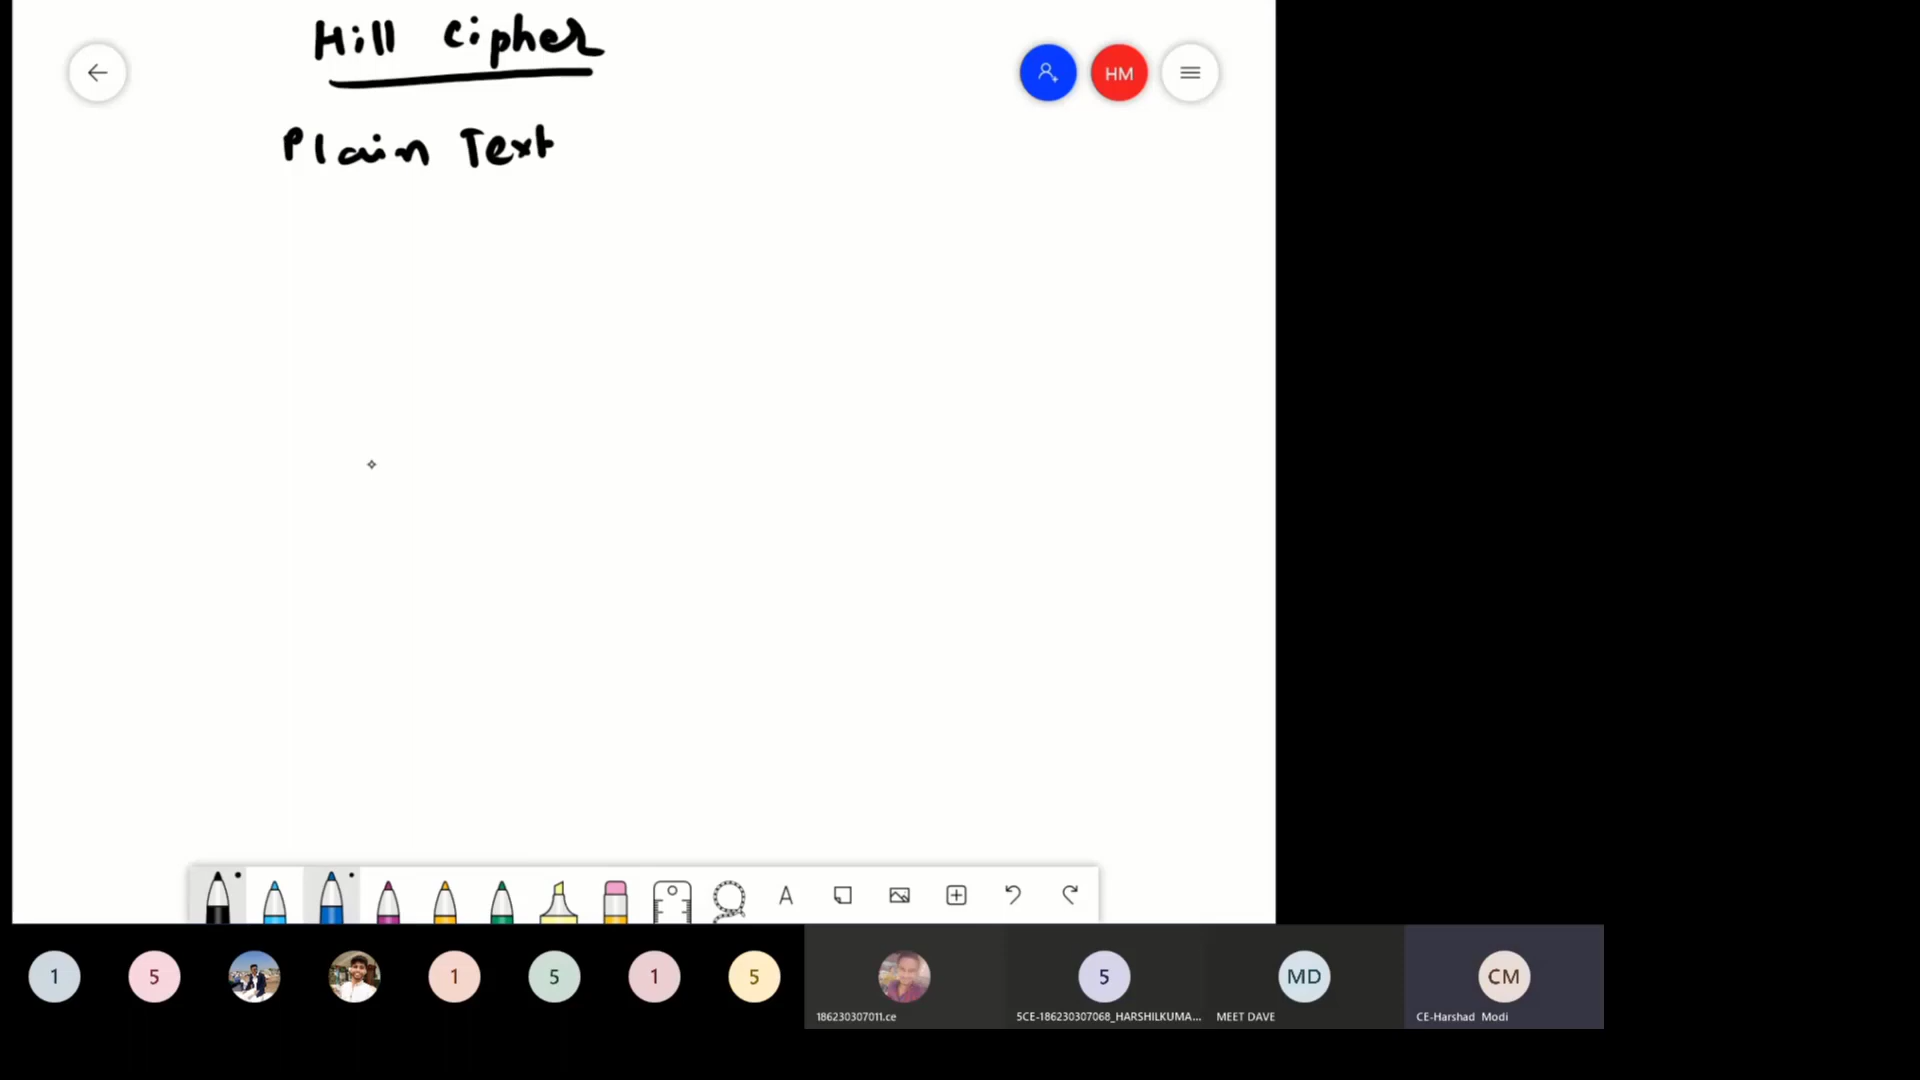 Hill Cipher
HM
Plain Text
A
1
5
1
5
1
5
5
MD
CM
186230307011.ce
5CE-186230307068_HARSHILKUMA...
MEET DAVE
CE-Harshad Modi